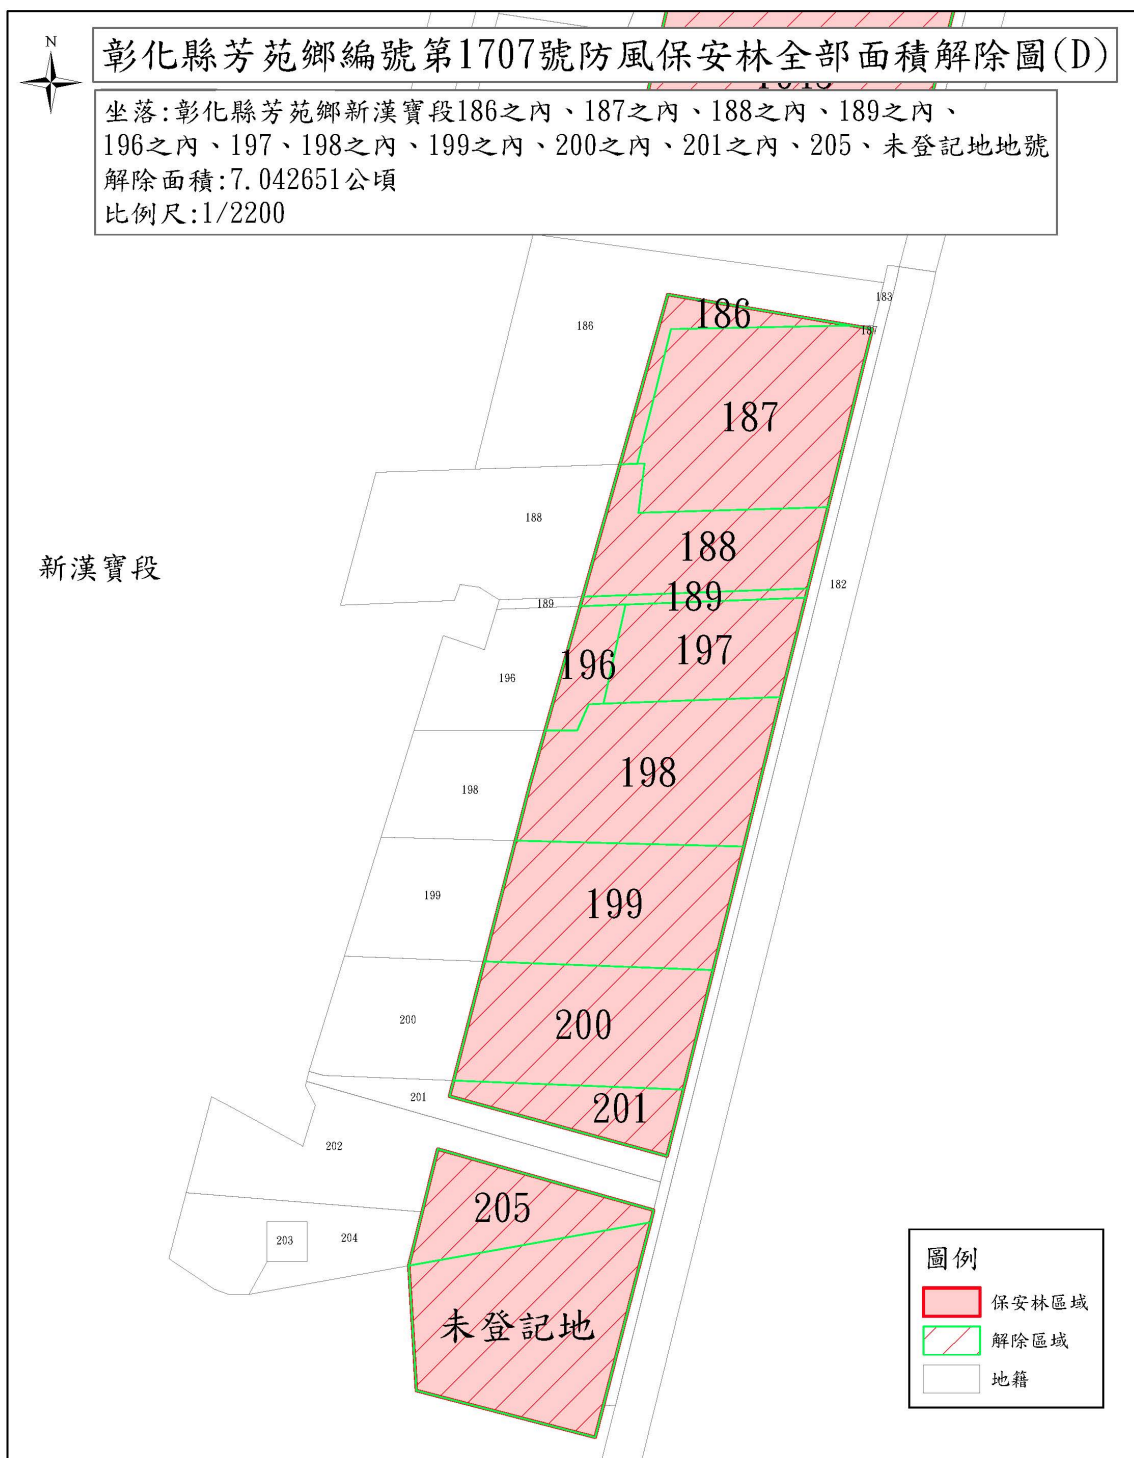 N
彰化縣芳苑鄉編號第1707號防風保安林全部面積解除圖(D)
坐落:彰化縣芳苑鄉新漢寶段186之內、187之內、188之內、189之內、
196之內、197、198之內、199之內、200之內、201之內、205、未登記地地號
解除面積:7.042651公頃
比例尺:1/2200
183
186
186
187
187
188
188
新漢寶段
182
189
189
196
196
197
198
198
199
199
200
200
201
201
202
205
203
204
未登記地
圖例
保安林區域
解除區域
地籍